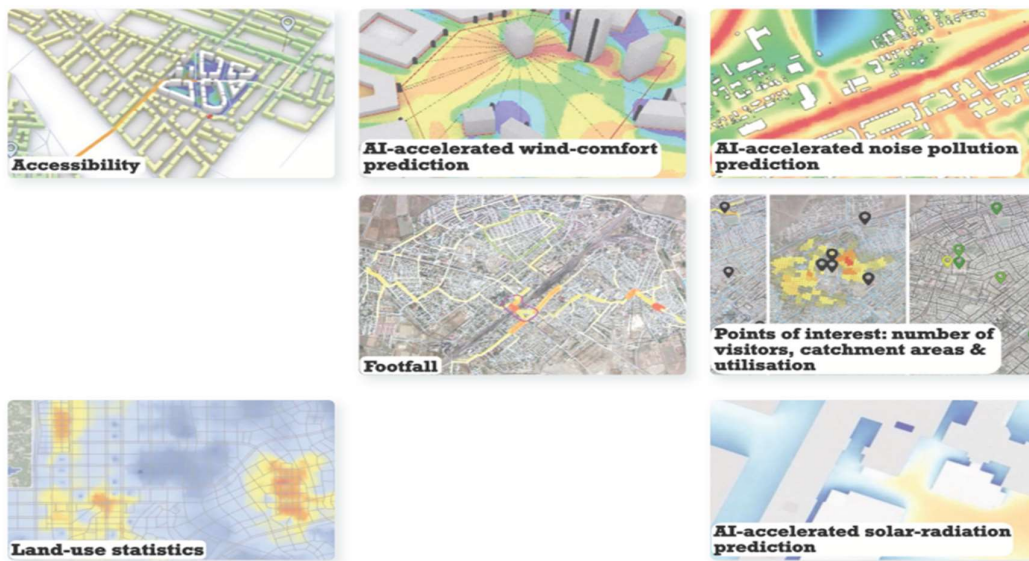 Accessibility
AI-accelerated wind-comfort
prediction
AI-accelerated noise pollution
prediction
Footfall
Points of interest: number of
visitors, catchment areas &
utilisation
Land-use statistics
AI-accelerated solar-radiation
prediction